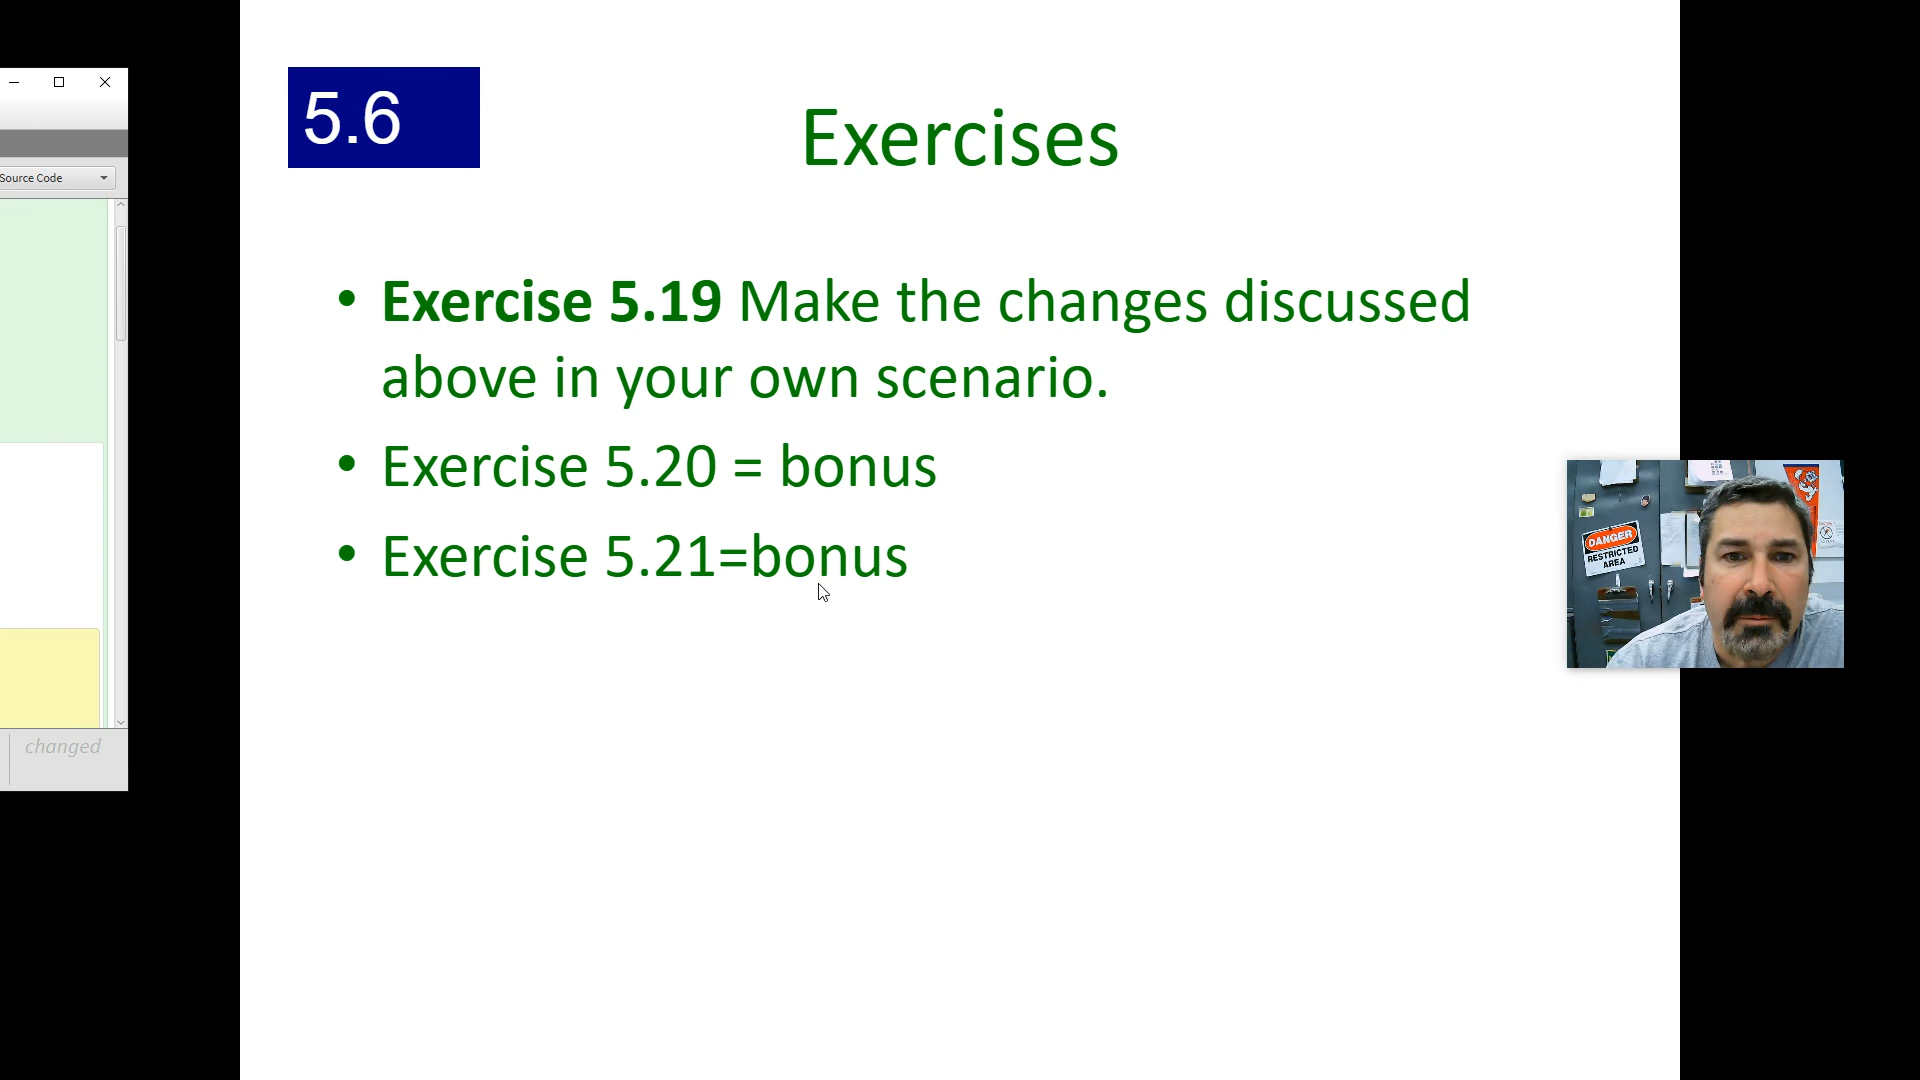 5.6
Exercises
Source Code
• Exercise 5.19 Make the changes discussed
above in your own scenario.
• Exercise 5.20 = bonus
• Exercise 5.21=bonus
DANGER
RESTRICTED
AREA
changed